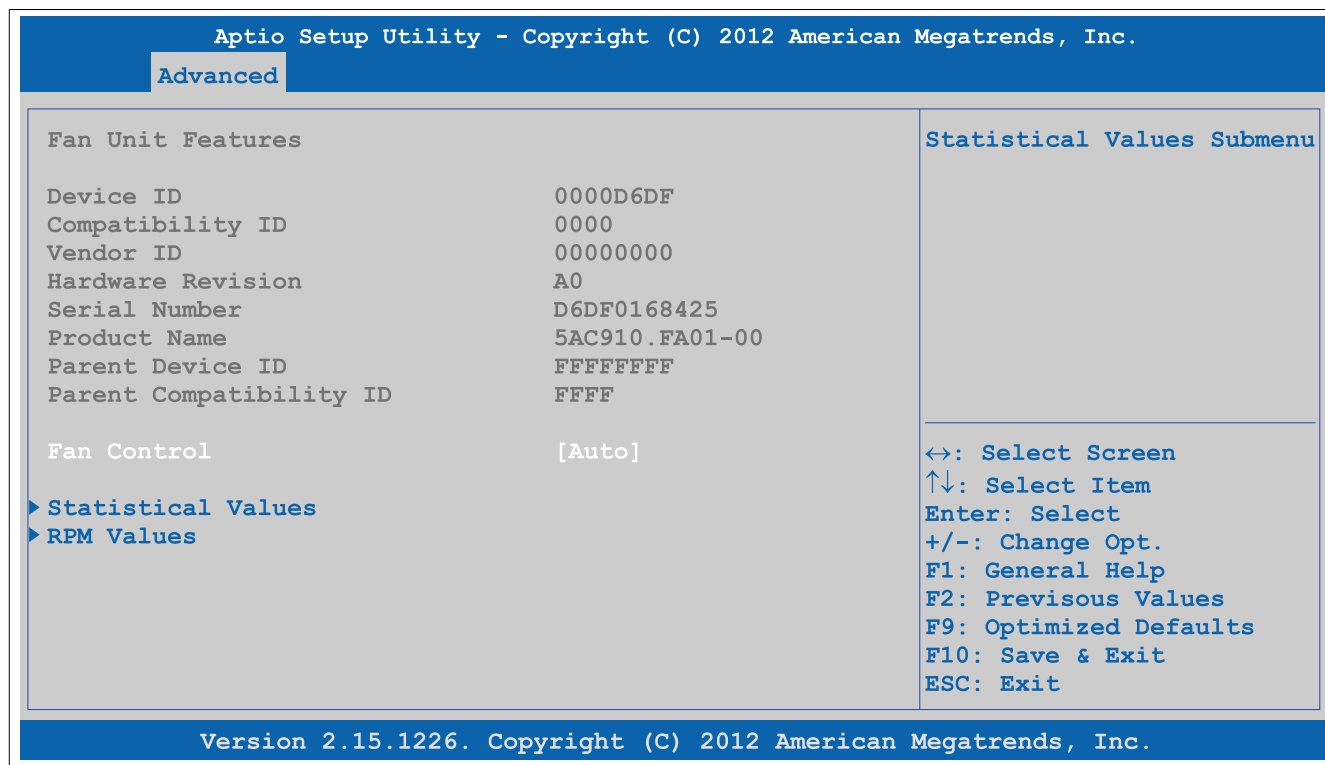 Aptio Setup Utility - Copyright (C) 2012 American Megatrends, Inc.
Advanced
Fan Unit Features
Device ID 0000D6DF
Compatibility ID 0000
Vendor ID 00000000
Hardware Revision A0
Serial Number D6DF0168425
Product Name 5AC910.FA01-00
Parent Device ID FFFFFFFF
Parent Compatibility ID FFFF
Fan Control [Auto]
Statistical Values
RPM Values
Statistical Values Submenu
↔: Select Screen
↑↓: Select Item
Enter: Select
+/-: Change Opt.
F1: General Help
F2: Previsous Values
F9: Optimized Defaults
F10: Save & Exit
ESC: Exit
Version 2.15.1226. Copyright (C) 2012 American Megatrends, Inc.